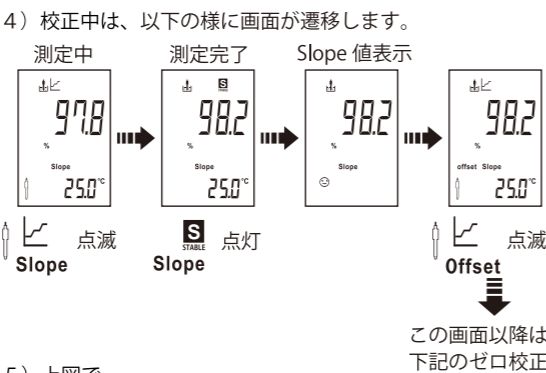 4）校正中は、以下の様に画面が遷移します。
測定中 測定完了 Slope 値表示
97.8 98.2 98.2 98.2
% % % %
Slope Slope Slope offset Slope
25.0°C 25.0°C 25.0°C
点滅 S STABLE 点灯 点滅
Slope Slope Offset
この画面以降は
下記のゼロ校正
5）上図で